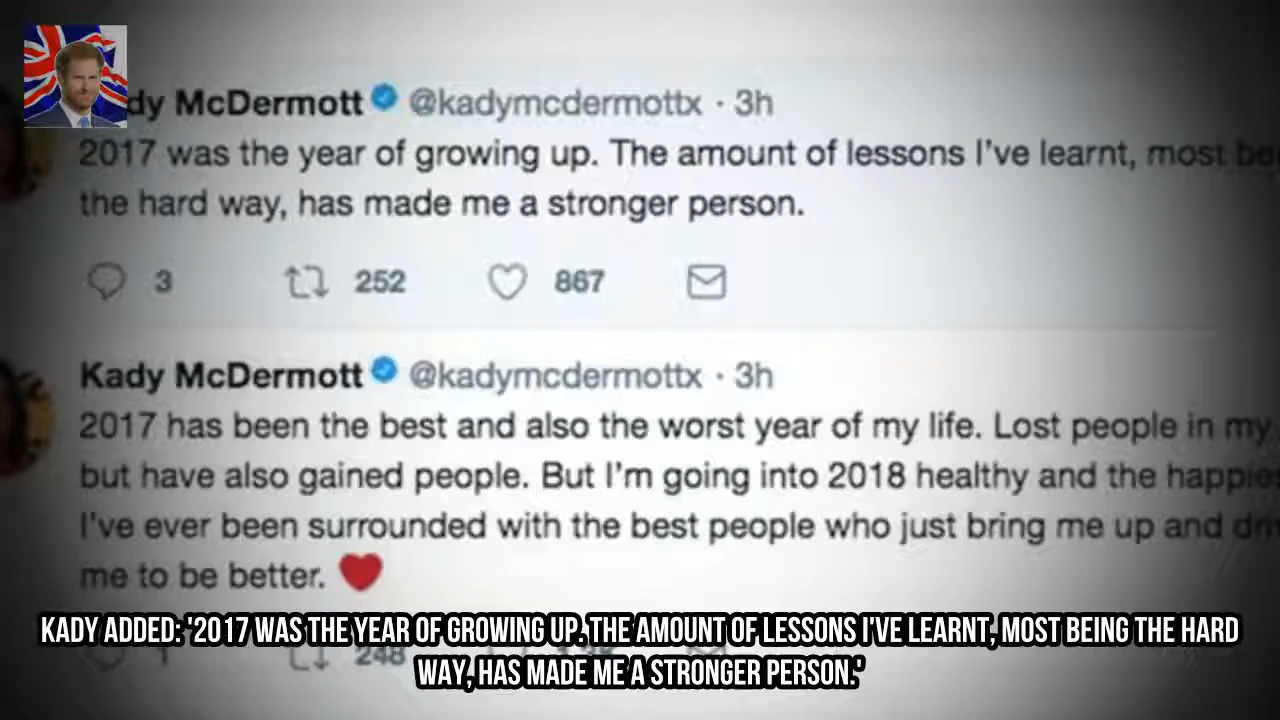 dy McDermott @kadymcdermottx · 3h
2017 was the year of growing up. The amount of lessons I've learnt, most be
the hard way, has made me a stronger person.
3 252 867
Kady McDermott @kadymcdermottx · 3h
2017 has been the best and also the worst year of my life. Lost people in my
but have also gained people. But I'm going into 2018 healthy and the happie
I've ever been surrounded with the best people who just bring me up and dri
me to be better. ❤️
248
KADY ADDED: '2017 WAS THE YEAR OF GROWING UP. THE AMOUNT OF LESSONS I'VE LEARNT, MOST BEING THE HARD
WAY, HAS MADE ME A STRONGER PERSON.'